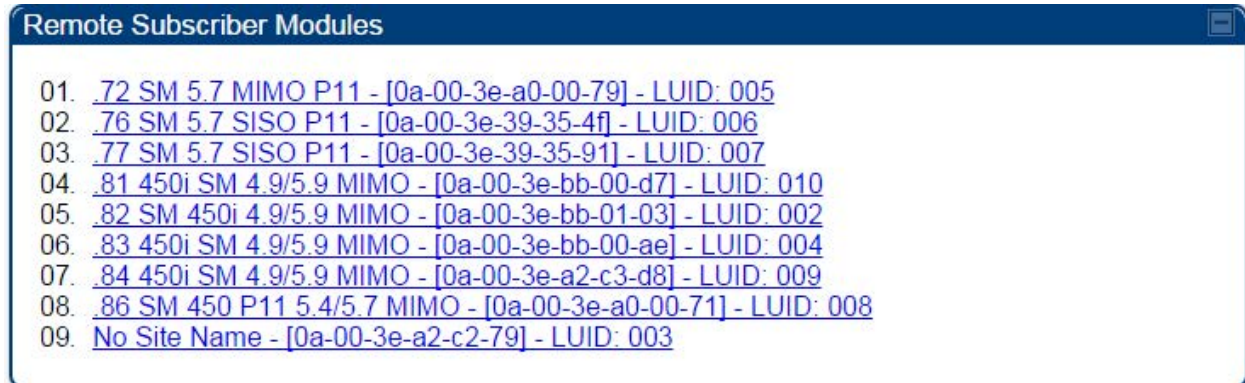 Remote Subscriber Modules
01. .72 SM 5.7 MIMO P11 - [0a-00-3e-a0-00-79] - LUID: 005
02. .76 SM 5.7 SISO P11 - [0a-00-3e-39-35-4f] - LUID: 006
03. .77 SM 5.7 SISO P11 - [0a-00-3e-39-35-91] - LUID: 007
04. .81 450i SM 4.9/5.9 MIMO - [0a-00-3e-bb-00-d7] - LUID: 010
05. .82 SM 450i 4.9/5.9 MIMO - [0a-00-3e-bb-01-03] - LUID: 002
06. .83 450i SM 4.9/5.9 MIMO - [0a-00-3e-bb-00-ae] - LUID: 004
07. .84 450i SM 4.9/5.9 MIMO - [0a-00-3e-a2-c3-d8] - LUID: 009
08. .86 SM 450 P11 5.4/5.7 MIMO - [0a-00-3e-a0-00-71] - LUID: 008
09. No Site Name - [0a-00-3e-a2-c2-79] - LUID: 003